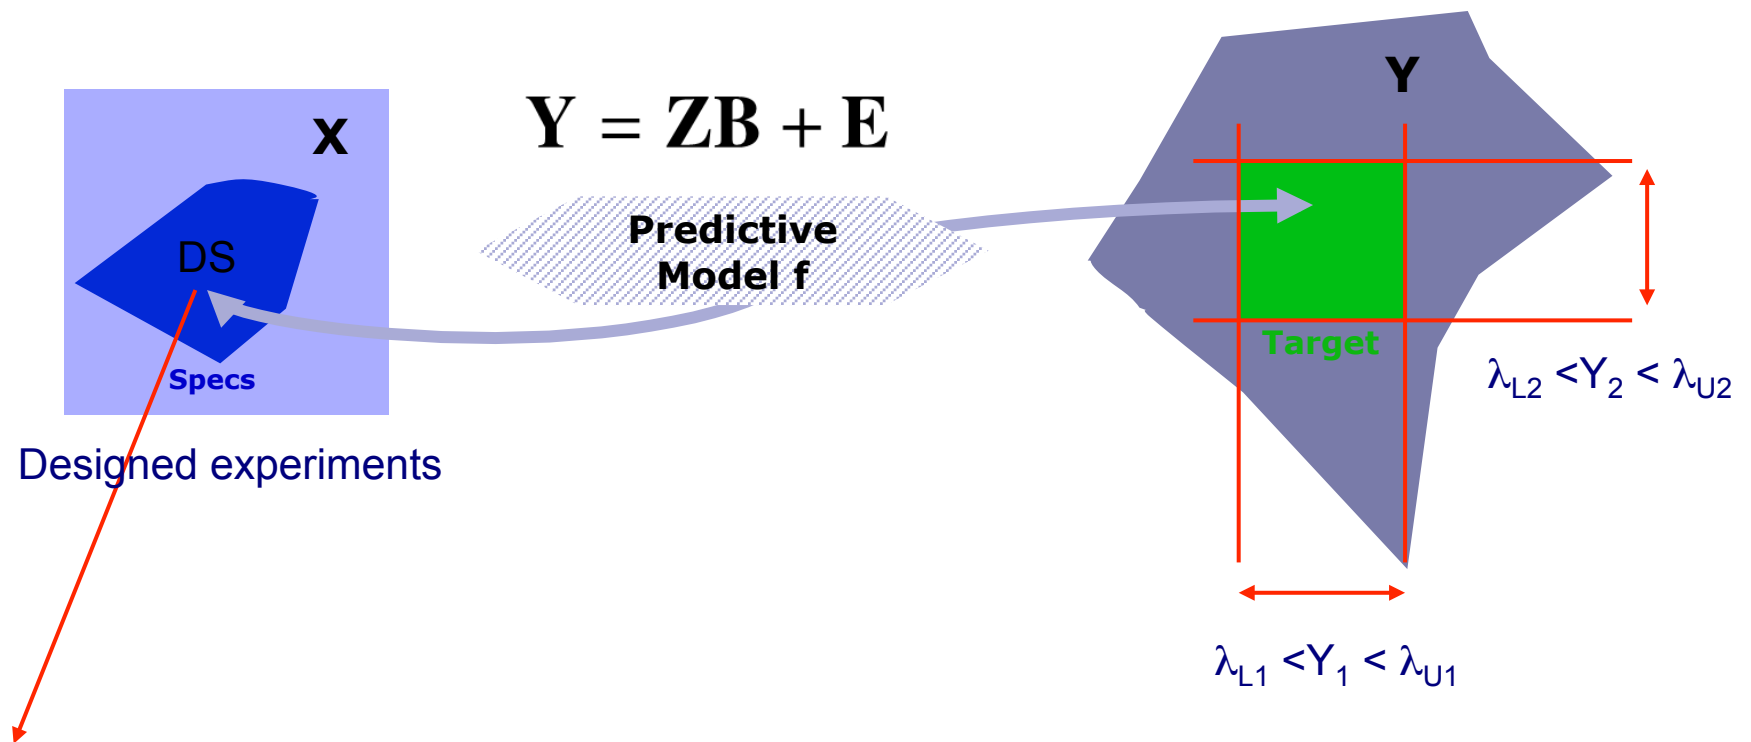 X
DS
Specs
Designed experiments
Y = ZB + E
Predictive
Model f
Y
Target
λL2 <Y2 < λU2
λL1 <Y1 < λU1